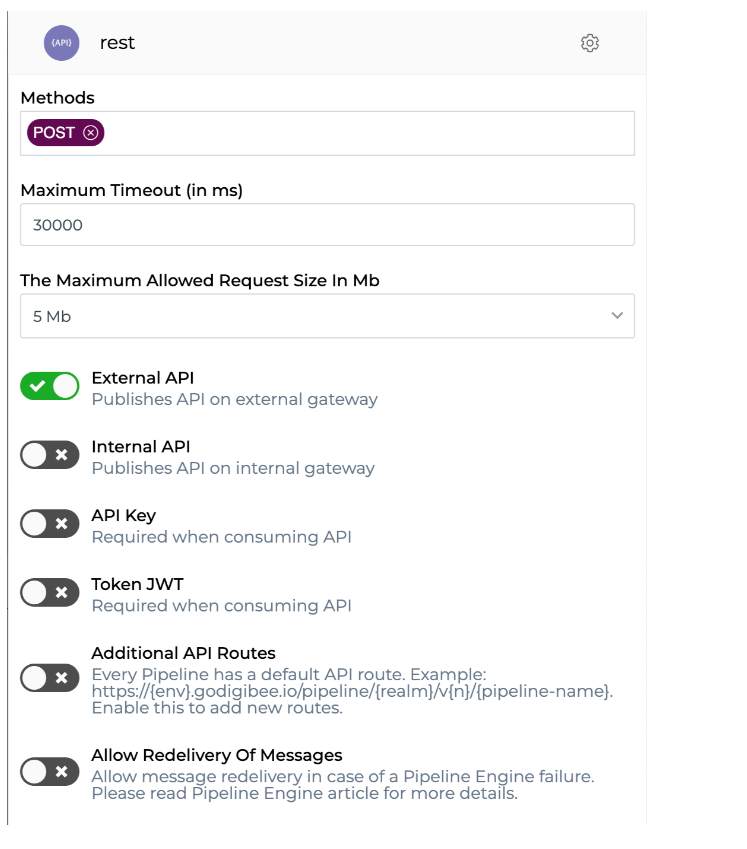 {API} rest
Methods
POST
Maximum Timeout (in ms)
30000
The Maximum Allowed Request Size In Mb
5 Mb
External API
Publishes API on external gateway
Internal API
Publishes API on internal gateway
API Key
Required when consuming API
Token JWT
Required when consuming API
Additional API Routes
Every Pipeline has a default API route. Example:
https://{env}.godigibee.io/pipeline/{realm}/v{n}/{pipeline-name}.
Enable this to add new routes.
Allow Redelivery Of Messages
Allow message redelivery in case of a Pipeline Engine failure.
Please read Pipeline Engine article for more details.